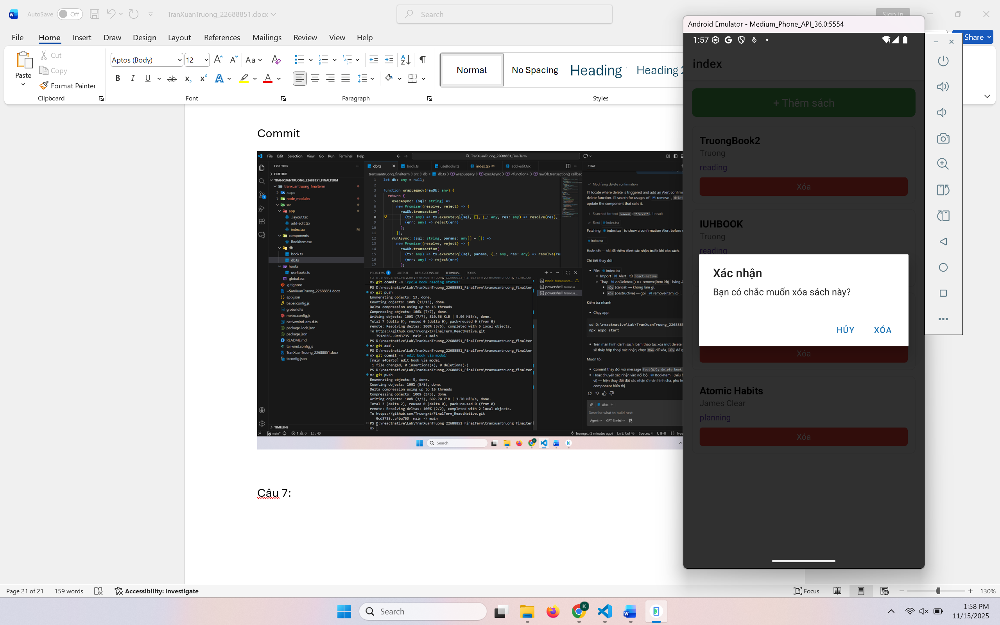 AutoSave Off TranXuanTruong_22688851.docx Search Sign in
File Home Insert Draw Design Layout References Mailings Review View Help Share
Paste Cut Copy Format Painter Clipboard
Aptos (Body) 12 Font
Paragraph
Normal No Spacing Heading Heading 2 Styles
Commit
File Edit Selection View Go Run Terminal Help TranXuanTruong_22688851_FinalTerm
EXPLORER
OUTLINE
TRANXUANTRUONG_22688851_FINALTERM
tranxuantruong_finalterm
.expo
node_modules
src
app
_layout.tsx
add-edit.tsx
index.tsx M
components
BookItem.tsx
db
book.ts
db.ts
hooks
useBooks.ts
global.css
.gitignore
~$anXuanTruong_22688851.docx
app.json
babel.config.js
global.d.ts
metro.config.js
nativewind-env.d.ts
package-lock.json
package.json
README.md
tailwind.config.js
TranXuanTruong_22688851.docx
tsconfig.json
TIMELINE
db.ts book.ts useBooks.ts index.tsx M add-edit.tsx
tranxuantruong_finalterm > src > db > db.ts > wrapLegacy > execAsync > <function> > rawDb.transaction() callbac
1 let db: any = null;
2
3 function wrapLegacy(rawDb: any) {
4 return {
5 execAsync: (sql: string) =>
6 new Promise((resolve, reject) => {
7 rawDb.transaction(
8 (tx: any) => tx.executeSql(sql, [], (_: any, res: any) => resolve(res),
9 (err: any) => reject(err)
10 );
11 }),
12 runAsync: (sql: string, params: any[] = []) =>
13 new Promise((resolve, reject) => {
14 rawDb.transaction(
15 (tx: any) => tx.executeSql(sql, params, (_: any, res: any) => resolve(re
16 (err: any) => reject(err)
17 );
PROBLEMS 1 OUTPUT DEBUG CONSOLE TERMINAL PORTS
m> git commit -m 'cycle book reading status'
PS D:\reactnative\Lab\TranXuanTruong_22688851_FinalTerm\tranxuantruong_finalter
m> git push
Enumerating objects: 13, done.
Counting objects: 100% (13/13), done.
Delta compression using up to 16 threads
Compressing objects: 100% (7/7), done.
Writing objects: 100% (7/7), 810.56 KiB | 5.96 MiB/s, done.
Total 7 (delta 5), reused 0 (delta 0), pack-reused 0 (from 0)
remote: Resolving deltas: 100% (5/5), completed with 5 local objects.
To https://github.com/Truongxt/FinalTerm_ReactNative.git
751c036..0cd3735 main -> main
PS D:\reactnative\Lab\TranXuanTruong_22688851_FinalTerm\tranxuantruong_finalter
m> git add .
PS D:\reactnative\Lab\TranXuanTruong_22688851_FinalTerm\tranxuantruong_finalter
m> git commit -m 'edit book via modal'
[main a4ba753] edit book via modal
1 file changed, 0 insertions(+), 0 deletions(-)
PS D:\reactnative\Lab\TranXuanTruong_22688851_FinalTerm\tranxuantruong_finalter
m> git push
Enumerating objects: 5, done.
Counting objects: 100% (5/5), done.
Delta compression using up to 16 threads
Compressing objects: 100% (3/3), done.
Writing objects: 100% (3/3), 602.70 KiB | 3.70 MiB/s, done.
Total 3 (delta 2), reused 0 (delta 0), pack-reused 0 (from 0)
remote: Resolving deltas: 100% (2/2), completed with 2 local objects.
To https://github.com/Truongxt/FinalTerm_ReactNative.git
0cd3735..a4ba753 main -> main
PS D:\reactnative\Lab\TranXuanTruong_22688851_FinalTerm\tranxuantruong_finalter
m>
node tranxuantr...
powershell tranxua...
powershell tranxua...
CHAT
Modifying delete confirmation
I'll locate where delete is triggered and add an Alert confirm
delete function. I'll search for usages of remove , delet
update the component that calls it.
Searched for text remove( (**/src/**), 1 result
Read index.tsx
Patching index.tsx to show a confirmation Alert before
index.tsx
Hoàn tất — tôi đã thêm Alert xác nhận trước khi xóa sách.
Chi tiết thay đổi
File: index.tsx
Import Alert từ react-native.
Thay onDelete={() => remove(item.id)} bằng A
Hủy (cancel) — không làm gì.
Xóa (destructive) — gọi remove(item.id) .
Kiểm tra nhanh
Chạy app:
cd D:\reactnative\Lab\TranXuanTruong_2268885
npx expo start
Trên màn hình danh sách, bấm thao tác xóa (nút delete
sẽ thấy hộp thoại xác nhận; chọn Xóa để xóa, Hủy để g
Muốn tôi:
Commit thay đổi với message feat(Q7): delete book
Hoặc chuyển xác nhận vào nội bộ BookItem (nếu b
vì) — hiện thay đổi đặt xác nhận ở màn hình cha, phù h
component hiển thị.
db.ts
Describe what to build next
Agent GPT-5 mini
main* 1 0 {..} : 40 Truongxt (3 minutes ago) Ln 8, Col 46 Spaces: 4 UTF-8 {} Type
Search
Câu 7:
Android Emulator - Medium_Phone_API_36.0:5554
1:57
index
+ Thêm sách
TruongBook2
Truong
reading
Xóa
IUHBOOK
Truong
reading
Xác nhận
Bạn có chắc muốn xóa sách này?
HỦY XÓA
Xóa
Atomic Habits
James Clear
planning
Xóa
Page 21 of 21 159 words Accessibility: Investigate Focus 130%
Search
1:58 PM
11/15/2025